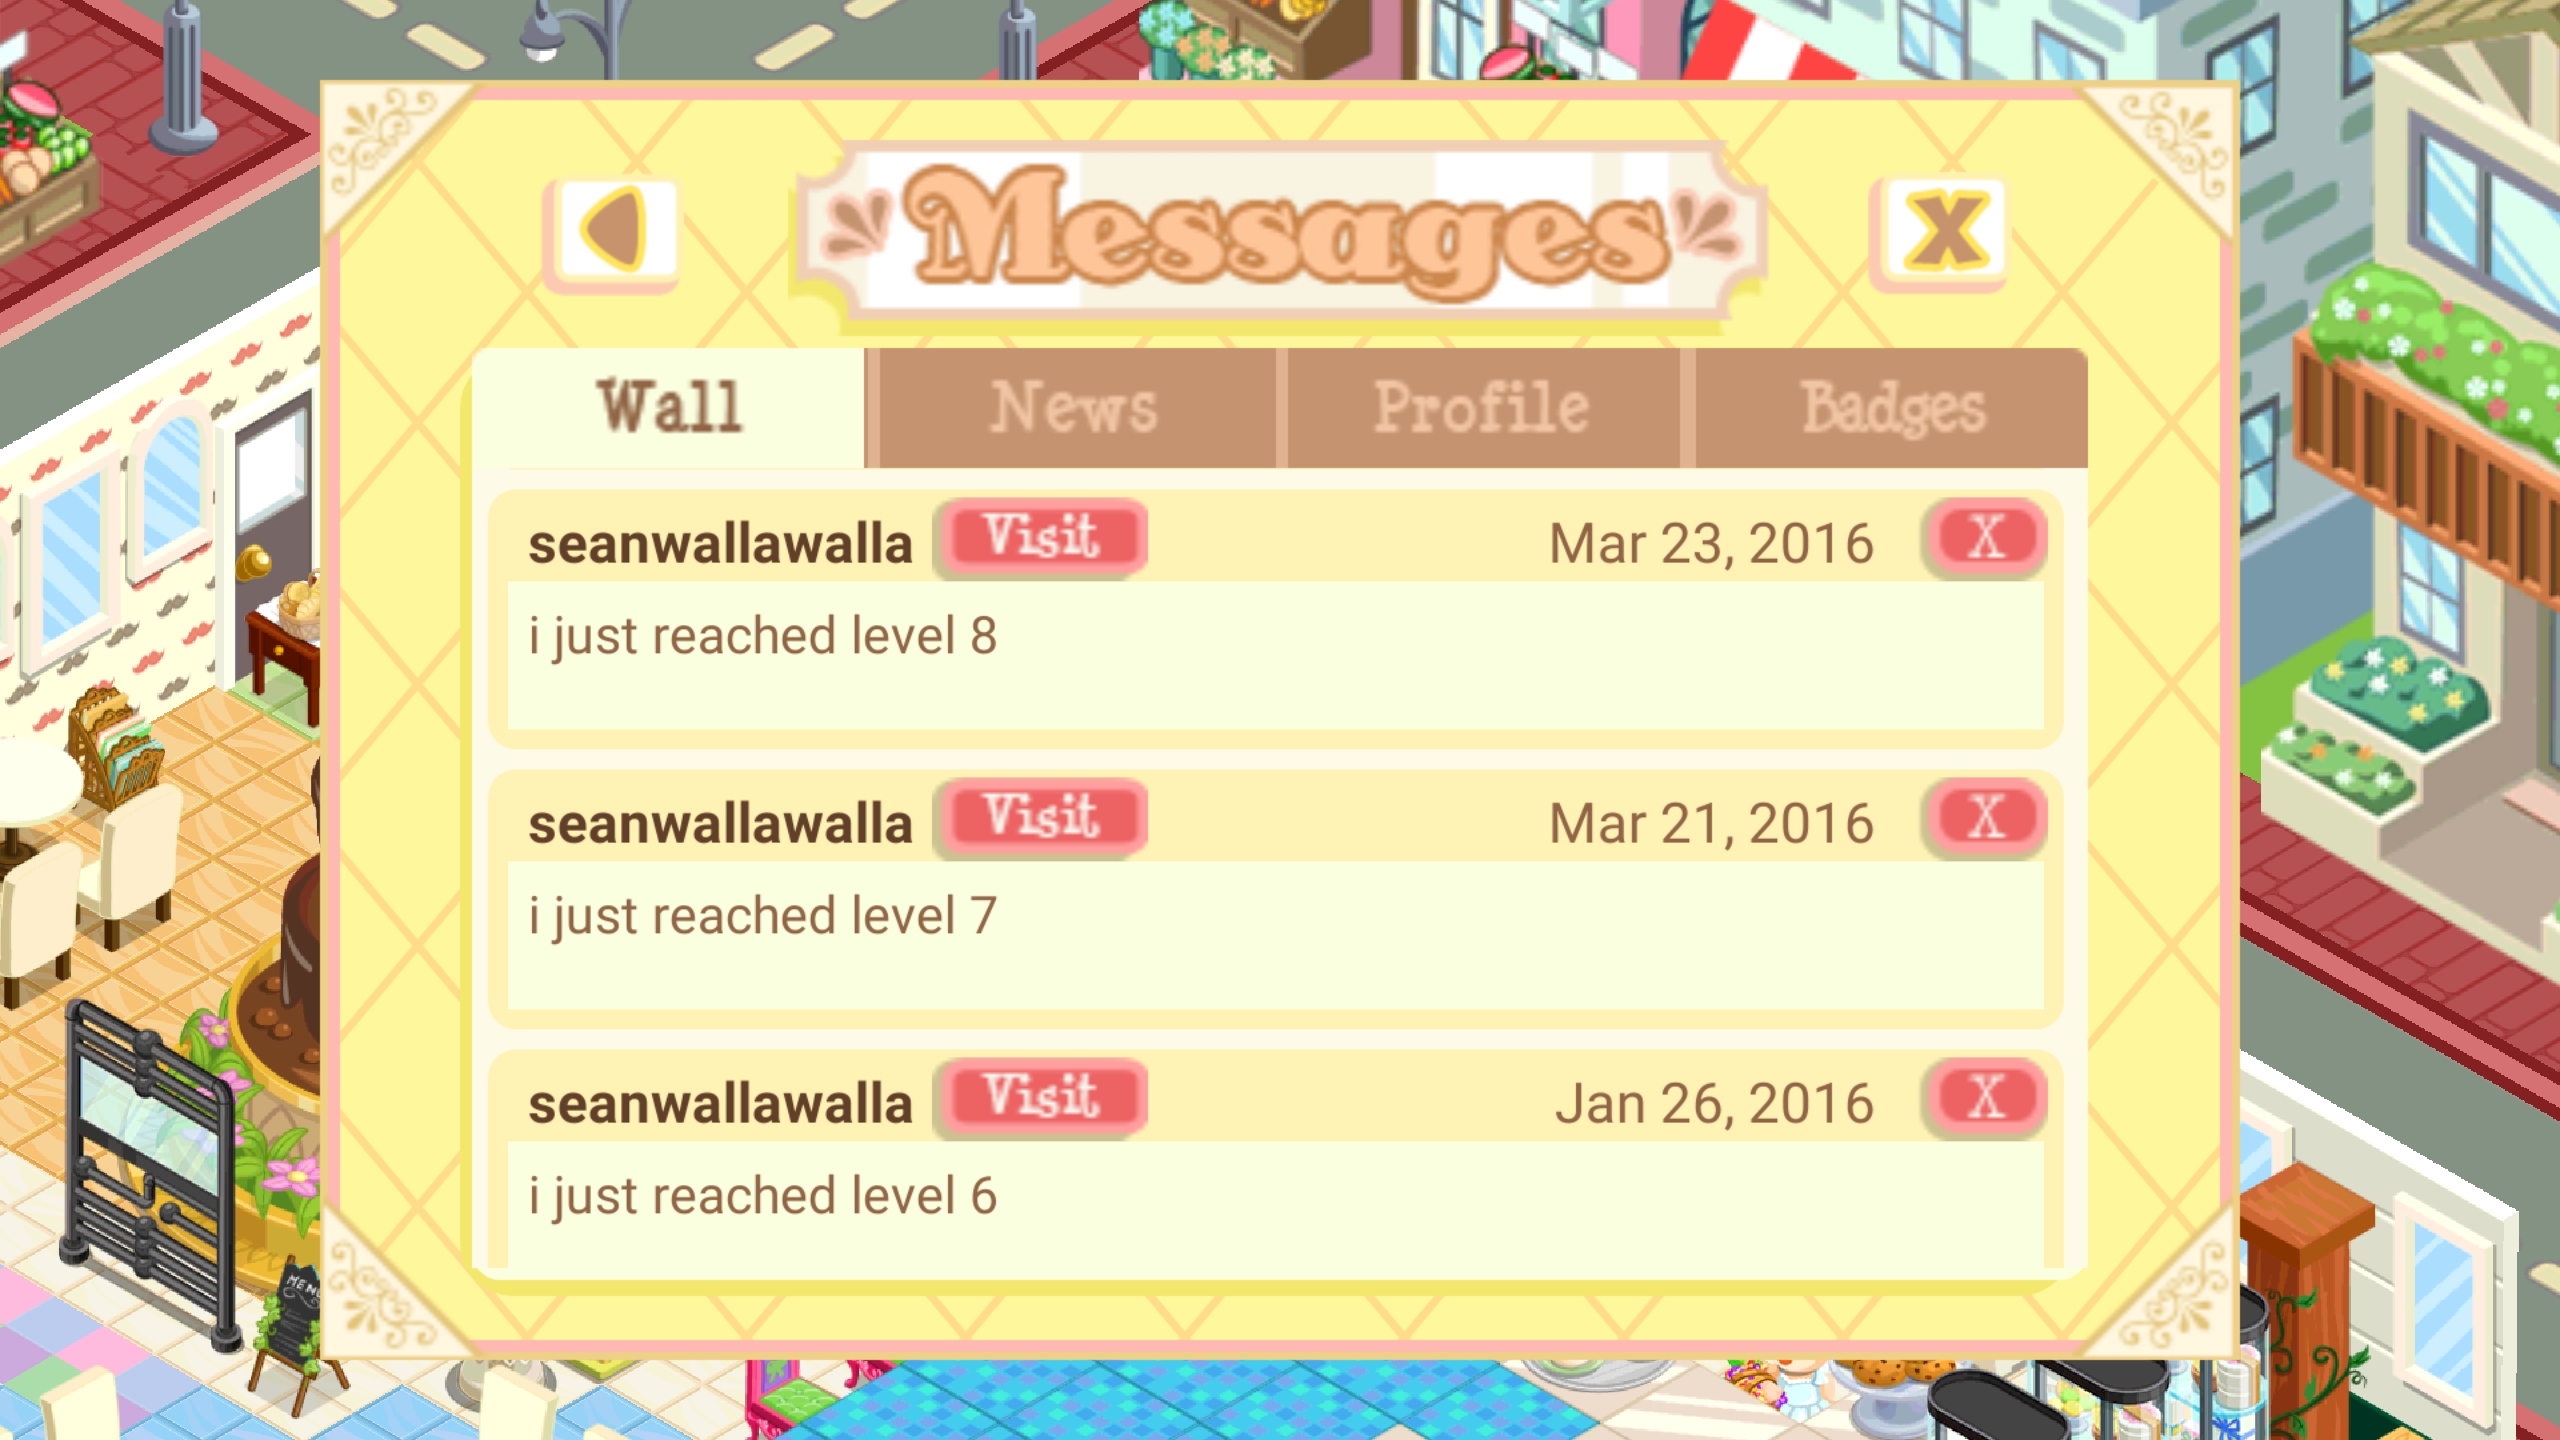 Messages
Wall News Profile Badges
seanwallawalla Visit Mar 23, 2016 X
i just reached level 8
seanwallawalla Visit Mar 21, 2016 X
i just reached level 7
seanwallawalla Visit Jan 26, 2016 X
i just reached level 6
X
MENU